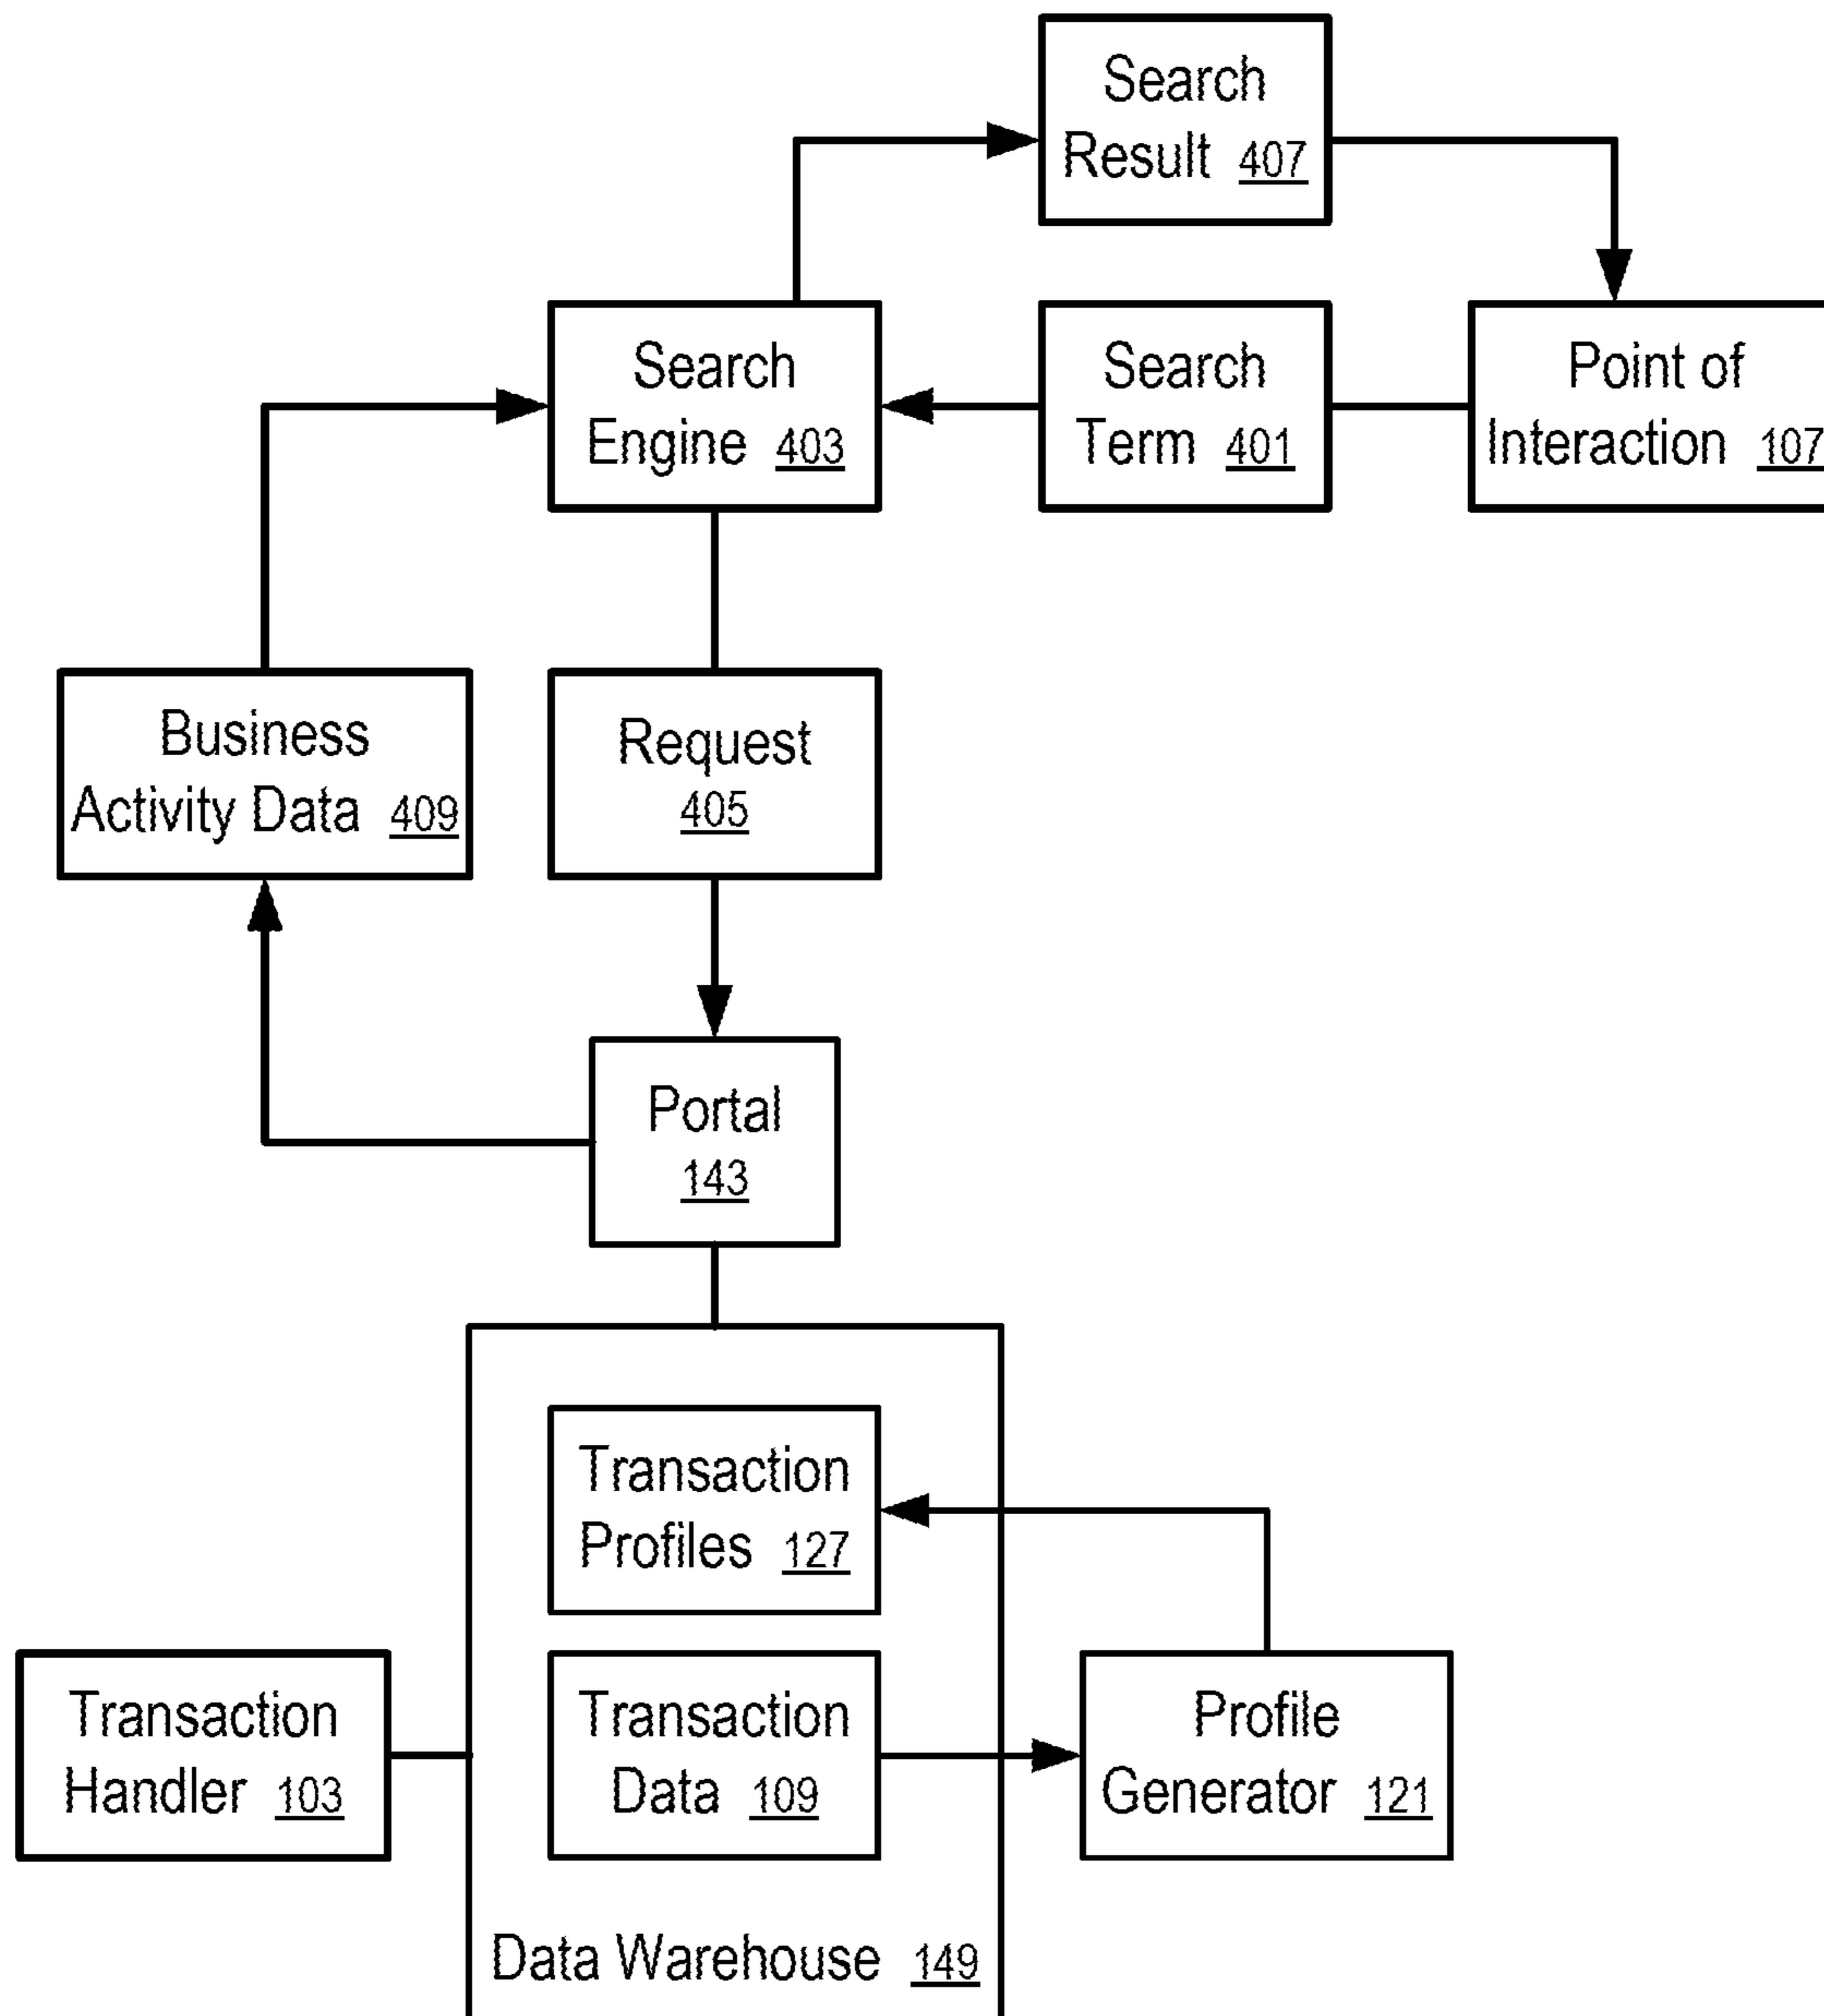 Search
Result 407
Search
Engine 403
Search
Term 401
Point of
Interaction 107
Business
Activity Data 409
Request
405
Portal
143
Transaction
Profiles 127
Transaction
Handler 103
Transaction
Data 109
Profile
Generator 121
Data Warehouse 149